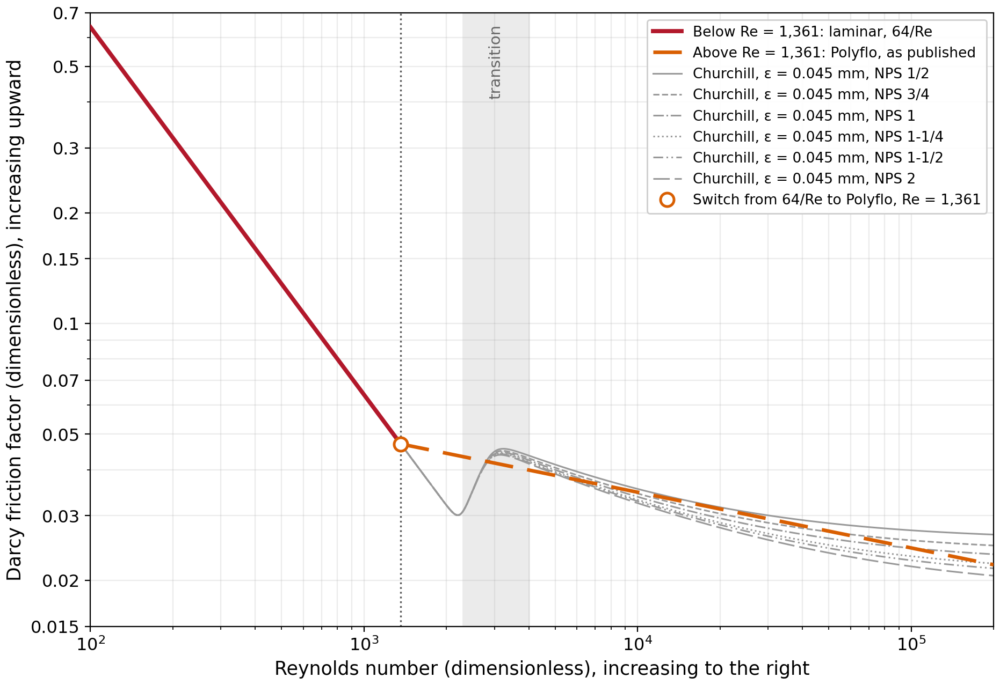 0.7
0.5
0.3
0.2
0.15
0.1
0.07
0.05
0.03
0.02
0.015
Darcy friction factor (dimensionless), increasing upward
transition
Below Re = 1,361: laminar, 64/Re
Above Re = 1,361: Polyflo, as published
Churchill, ε = 0.045 mm, NPS 1/2
Churchill, ε = 0.045 mm, NPS 3/4
Churchill, ε = 0.045 mm, NPS 1
Churchill, ε = 0.045 mm, NPS 1-1/4
Churchill, ε = 0.045 mm, NPS 1-1/2
Churchill, ε = 0.045 mm, NPS 2
Switch from 64/Re to Polyflo, Re = 1,361
10² 10³ 10⁴ 10⁵
Reynolds number (dimensionless), increasing to the right